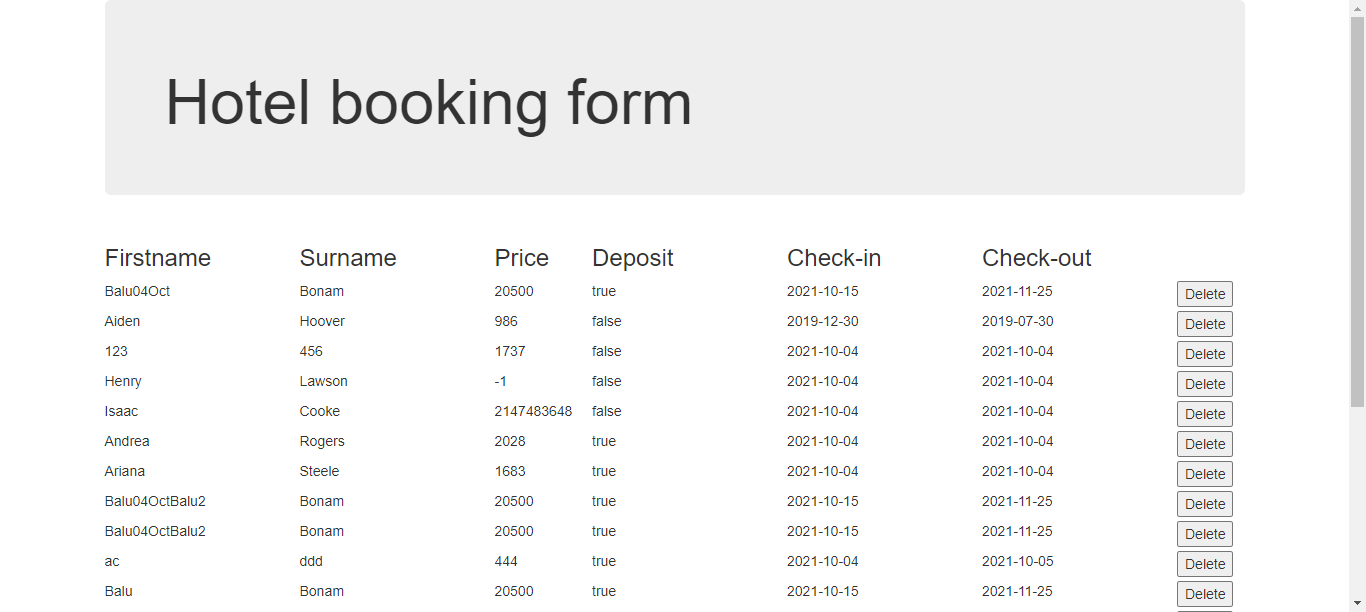 Hotel booking form
Firstname Surname Price Deposit Check-in Check-out
Balu04Oct Bonam 20500 true 2021-10-15 2021-11-25 Delete
Aiden Hoover 986 false 2019-12-30 2019-07-30 Delete
123 456 1737 false 2021-10-04 2021-10-04 Delete
Henry Lawson -1 false 2021-10-04 2021-10-04 Delete
Isaac Cooke 2147483648 false 2021-10-04 2021-10-04 Delete
Andrea Rogers 2028 true 2021-10-04 2021-10-04 Delete
Ariana Steele 1683 true 2021-10-04 2021-10-04 Delete
Balu04OctBalu2 Bonam 20500 true 2021-10-15 2021-11-25 Delete
Balu04OctBalu2 Bonam 20500 true 2021-10-15 2021-11-25 Delete
ac ddd 444 true 2021-10-04 2021-10-05 Delete
Balu Bonam 20500 true 2021-10-15 2021-11-25 Delete